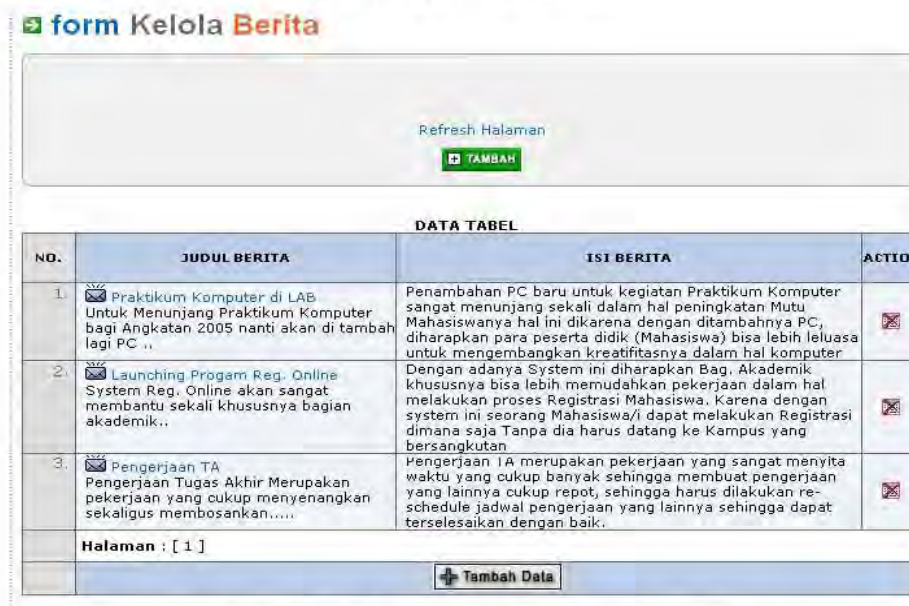 form Kelola Berita
Refresh Halaman
TAMBAH
DATA TABEL
NO.
JUDUL BERITA
ISI BERITA
ACTIO
1.
Praktikum Komputer di LAB
Untuk Menunjang Praktikum Komputer
bagi Angkatan 2005 nanti akan di tambah
lagi PC ..
Penambahan PC baru untuk kegiatan Praktikum Komputer
sangat menunjang sekali dalam hal peningkatan Mutu
Mahasiswanya hal ini dikarena dengan ditambahnya PC,
diharapkan para peserta didik (Mahasiswa) bisa lebih leluasa
untuk mengembangkan kreatifitasnya dalam hal komputer
2.
Launching Progam Reg. Online
System Reg. Online akan sangat
membantu sekali khususnya bagian
akademik..
Dengan adanya System ini diharapkan Bag. Akademik
khususnya bisa lebih memudahkan pekerjaan dalam hal
melakukan proses Registrasi Mahasiswa. Karena dengan
system ini seorang Mahasiswa/i dapat melakukan Registrasi
dimana saja Tanpa dia harus datang ke Kampus yang
bersangkutan
3.
Pengerjaan TA
Pengerjaan Tugas Akhir Merupakan
pekerjaan yang cukup menyenangkan
sekaligus membosankan.....
Pengerjaan TA merupakan pekerjaan yang sangat menyita
waktu yang cukup banyak sehingga membuat pengerjaan
yang lainnya cukup repot, sehingga harus dilakukan re-
schedule jadwal pengerjaan yang lainnya sehingga dapat
terselesaikan dengan baik.
Halaman : [ 1 ]
Tambah Data